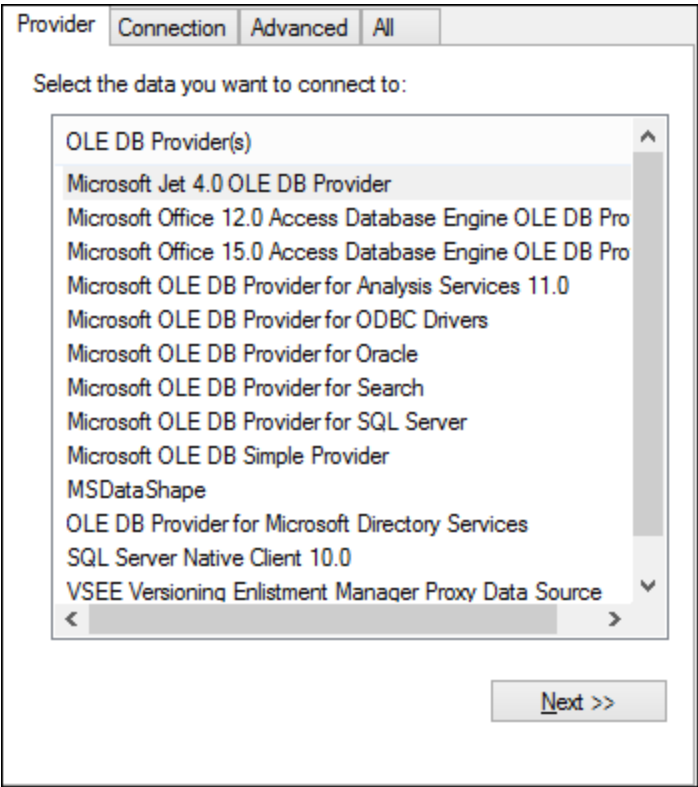 Provider Connection Advanced All
Select the data you want to connect to:
OLE DB Provider(s)
Microsoft Jet 4.0 OLE DB Provider
Microsoft Office 12.0 Access Database Engine OLE DB Pro
Microsoft Office 15.0 Access Database Engine OLE DB Pro
Microsoft OLE DB Provider for Analysis Services 11.0
Microsoft OLE DB Provider for ODBC Drivers
Microsoft OLE DB Provider for Oracle
Microsoft OLE DB Provider for Search
Microsoft OLE DB Provider for SQL Server
Microsoft OLE DB Simple Provider
MSDataShape
OLE DB Provider for Microsoft Directory Services
SQL Server Native Client 10.0
VSEE Versioning Enlistment Manager Proxy Data Source
Next >>